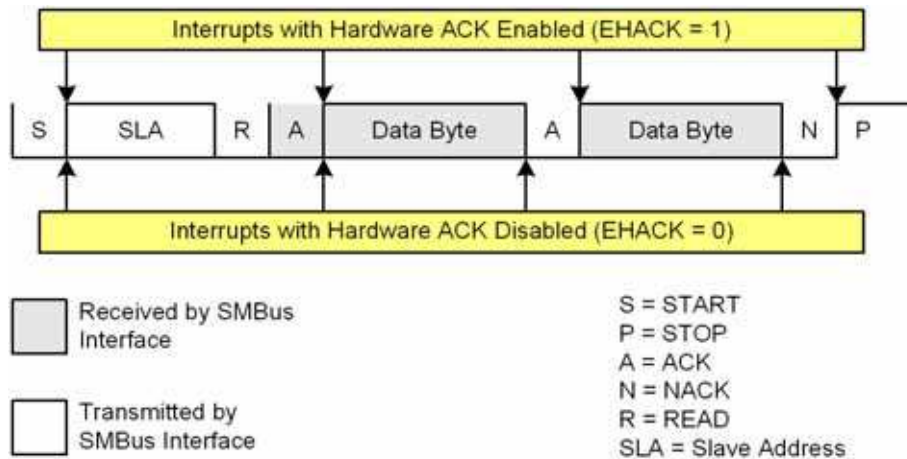 Interrupts with Hardware ACK Enabled (EHACK = 1)
S SLA R A Data Byte A Data Byte N P
Interrupts with Hardware ACK Disabled (EHACK = 0)
Received by SMBus
Interface
Transmitted by
SMBus Interface
S = START
P = STOP
A = ACK
N = NACK
R = READ
SLA = Slave Address